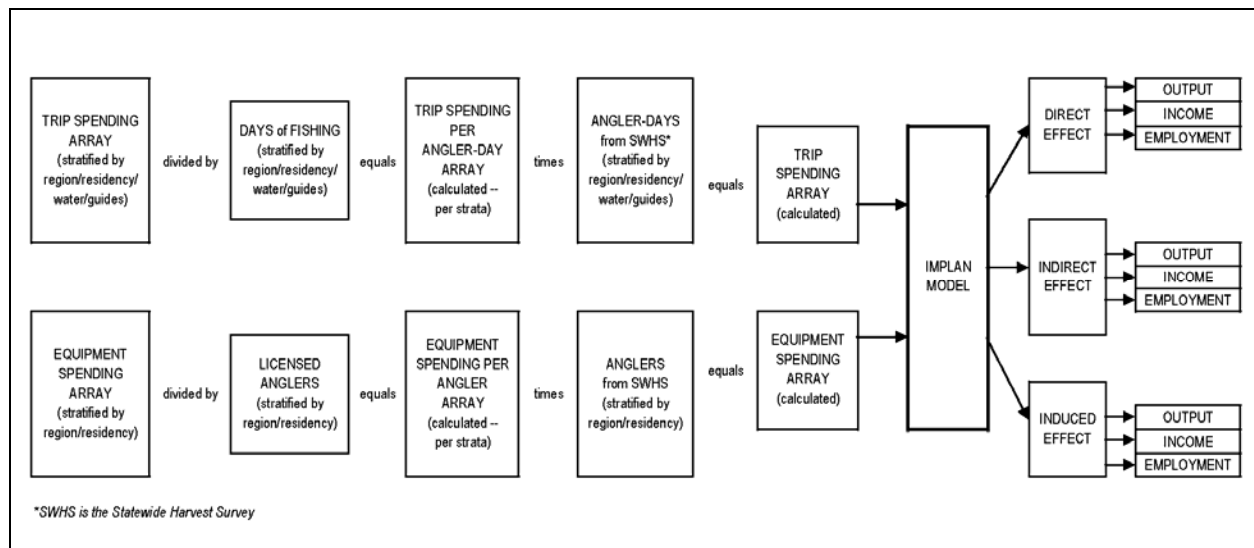 TRIP SPENDING
ARRAY
(stratified by
region/residency/
water/guides)
divided by
DAYS of FISHING
(stratified by
region/residency/
water/guides)
equals
TRIP SPENDING
PER
ANGLER-DAY
ARRAY
(calculated --
per strata)
times
ANGLER-DAYS
from SWHS*
(stratified by
region/residency/
water/guides)
equals
TRIP
SPENDING
ARRAY
(calculated)
EQUIPMENT
SPENDING
ARRAY
(stratified by
region/residency)
divided by
LICENSED
ANGLERS
(stratified by
region/residency)
equals
EQUIPMENT
SPENDING PER
ANGLER
ARRAY
(calculated --
per strata)
times
ANGLERS
from SWHS
(stratified by
region/residency)
equals
EQUIPMENT
SPENDING
ARRAY
(calculated)
IMPLAN
MODEL
DIRECT
EFFECT
OUTPUT
INCOME
EMPLOYMENT
INDIRECT
EFFECT
OUTPUT
INCOME
EMPLOYMENT
INDUCED
EFFECT
OUTPUT
INCOME
EMPLOYMENT
*SWHS is the Statewide Harvest Survey